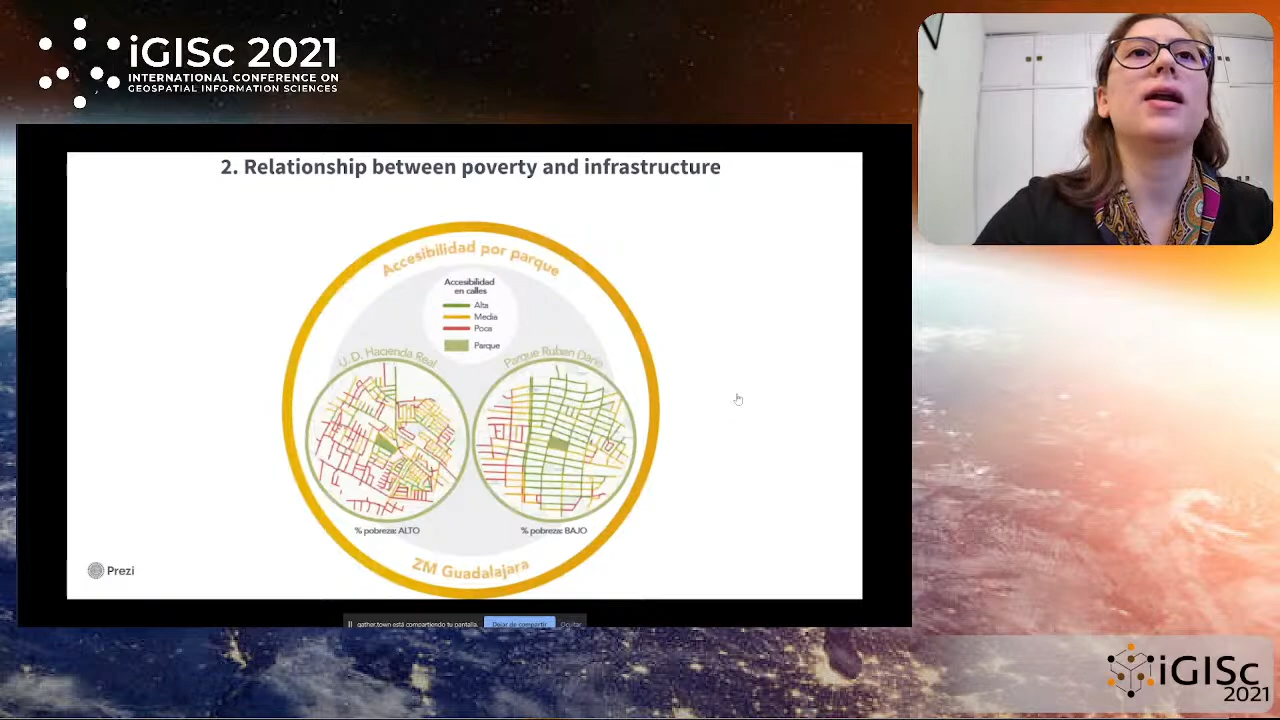 iGISc 2021
INTERNATIONAL CONFERENCE ON
GEOSPATIAL INFORMATION SCIENCES
2. Relationship between poverty and infrastructure
Accesibilidad por parque
Accesibilidad
en calles
Alta
Media
Poca
Parque
U. D. Hacienda Real
Parque Ruben Dario
% pobreza: ALTO
% pobreza: BAJO
ZM Guadalajara
Prezi
gather.town está compartiendo tu pantalla.
Dejar de compartir
Ocultar
iGISc
2021